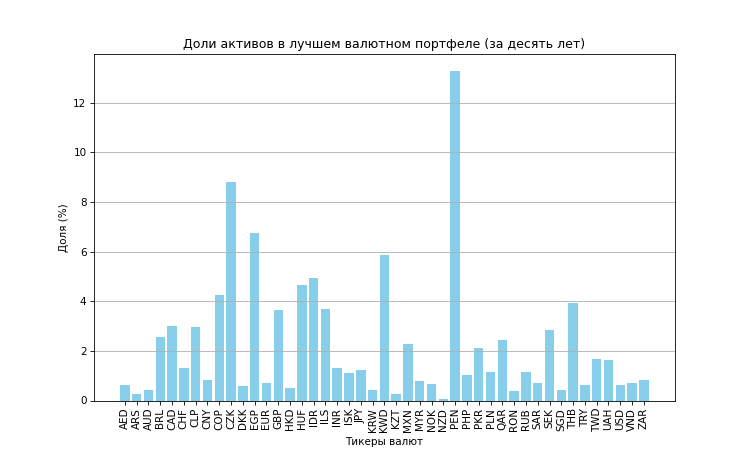 Доли активов в лучшем валютном портфеле (за десять лет)
Доля (%)
12
10
8
6
4
2
0
AED ARS AUD BRL CAD CHF CLP CNY COP CZK DKK EGP EUR GBP HKD HUF IDR ILS INR ISK JPY KRW KWD KZT MXN MYR NOK NZD PEN PHP PKR PLN QAR RON RUB SAR SEK SGD THB TRY TWD UAH USD VND ZAR
Тикеры валют